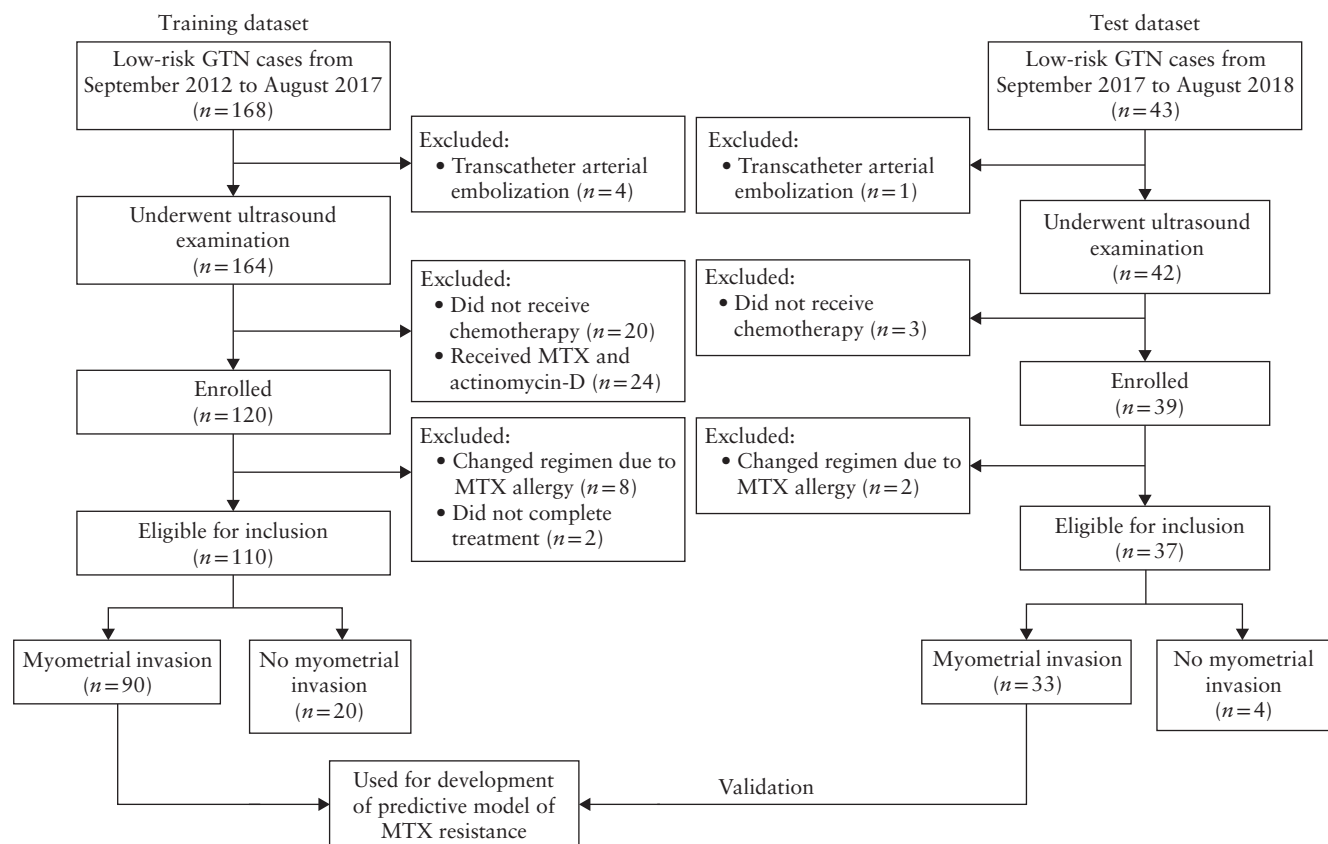 Training dataset
Low-risk GTN cases from
September 2012 to August 2017
(n=168)
Excluded:
• Transcatheter arterial
embolization (n=4)
Underwent ultrasound
examination
(n=164)
Excluded:
• Did not receive
chemotherapy (n=20)
• Received MTX and
actinomycin-D (n=24)
Enrolled
(n=120)
Excluded:
• Changed regimen due to
MTX allergy (n=8)
• Did not complete
treatment (n=2)
Eligible for inclusion
(n=110)
Myometrial invasion
(n=90)
No myometrial
invasion
(n=20)
Test dataset
Low-risk GTN cases from
September 2017 to August 2018
(n=43)
Excluded:
• Transcatheter arterial
embolization (n=1)
Underwent ultrasound
examination
(n=42)
Excluded:
• Did not receive
chemotherapy (n=3)
Enrolled
(n=39)
Excluded:
• Changed regimen due to
MTX allergy (n=2)
Eligible for inclusion
(n=37)
Myometrial invasion
(n=33)
No myometrial
invasion
(n=4)
Used for development
of predictive model of
MTX resistance
Validation